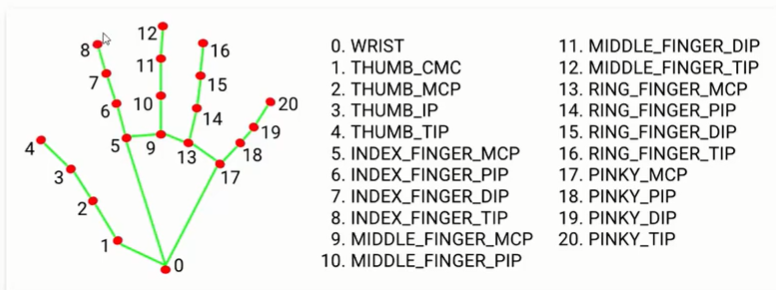 12
8
16
11
7
15
20
10
6
14
19
4
5
9
13
18
3
17
2
1
0
0. WRIST
1. THUMB_CMC
2. THUMB_MCP
3. THUMB_IP
4. THUMB_TIP
5. INDEX_FINGER_MCP
6. INDEX_FINGER_PIP
7. INDEX_FINGER_DIP
8. INDEX_FINGER_TIP
9. MIDDLE_FINGER_MCP
10. MIDDLE_FINGER_PIP
11. MIDDLE_FINGER_DIP
12. MIDDLE_FINGER_TIP
13. RING_FINGER_MCP
14. RING_FINGER_PIP
15. RING_FINGER_DIP
16. RING_FINGER_TIP
17. PINKY_MCP
18. PINKY_PIP
19. PINKY_DIP
20. PINKY_TIP